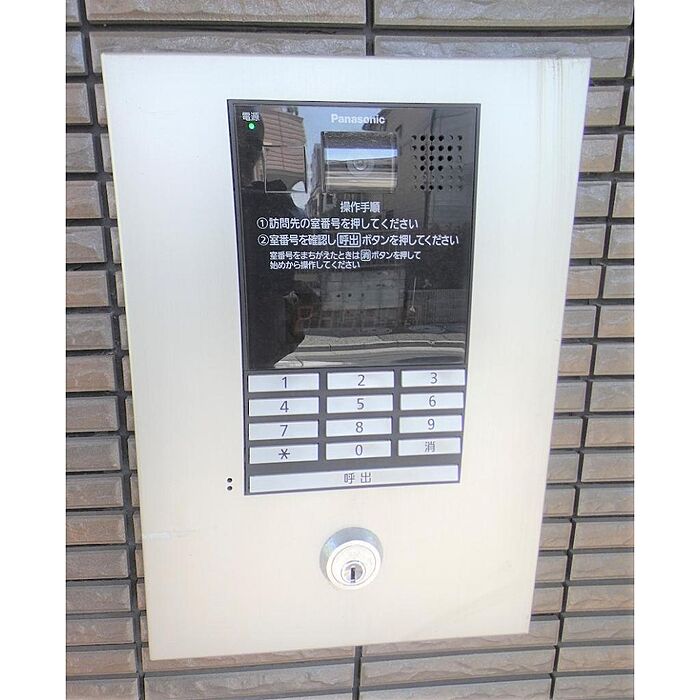 電源
Panasonic
操作手順
①訪問先の室番号を押してください
②室番号を確認し呼出ボタンを押してください
室番号をまちがえたときは消ボタンを押して
始めから操作してください
1 2 3
4 5 6
7 8 9
* 0 消
呼出